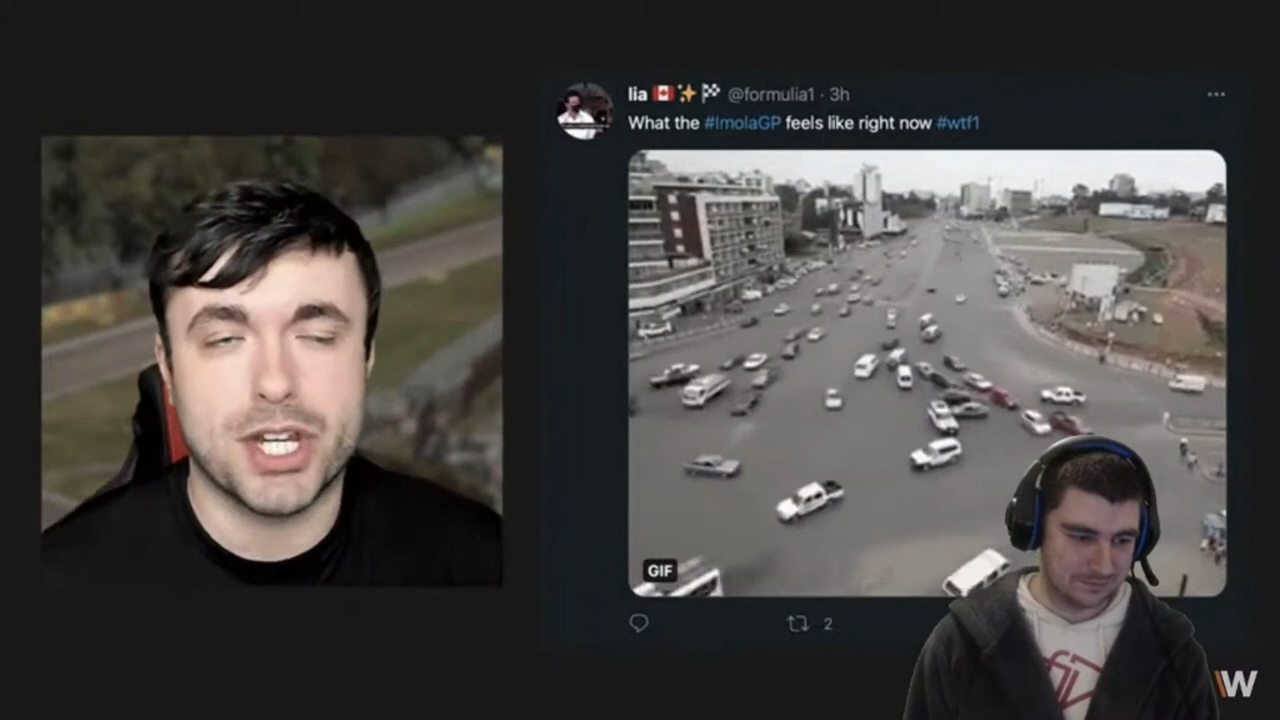 lia @formulia1 · 3h
What the #ImolaGP feels like right now #wtf1
GIF
2
W